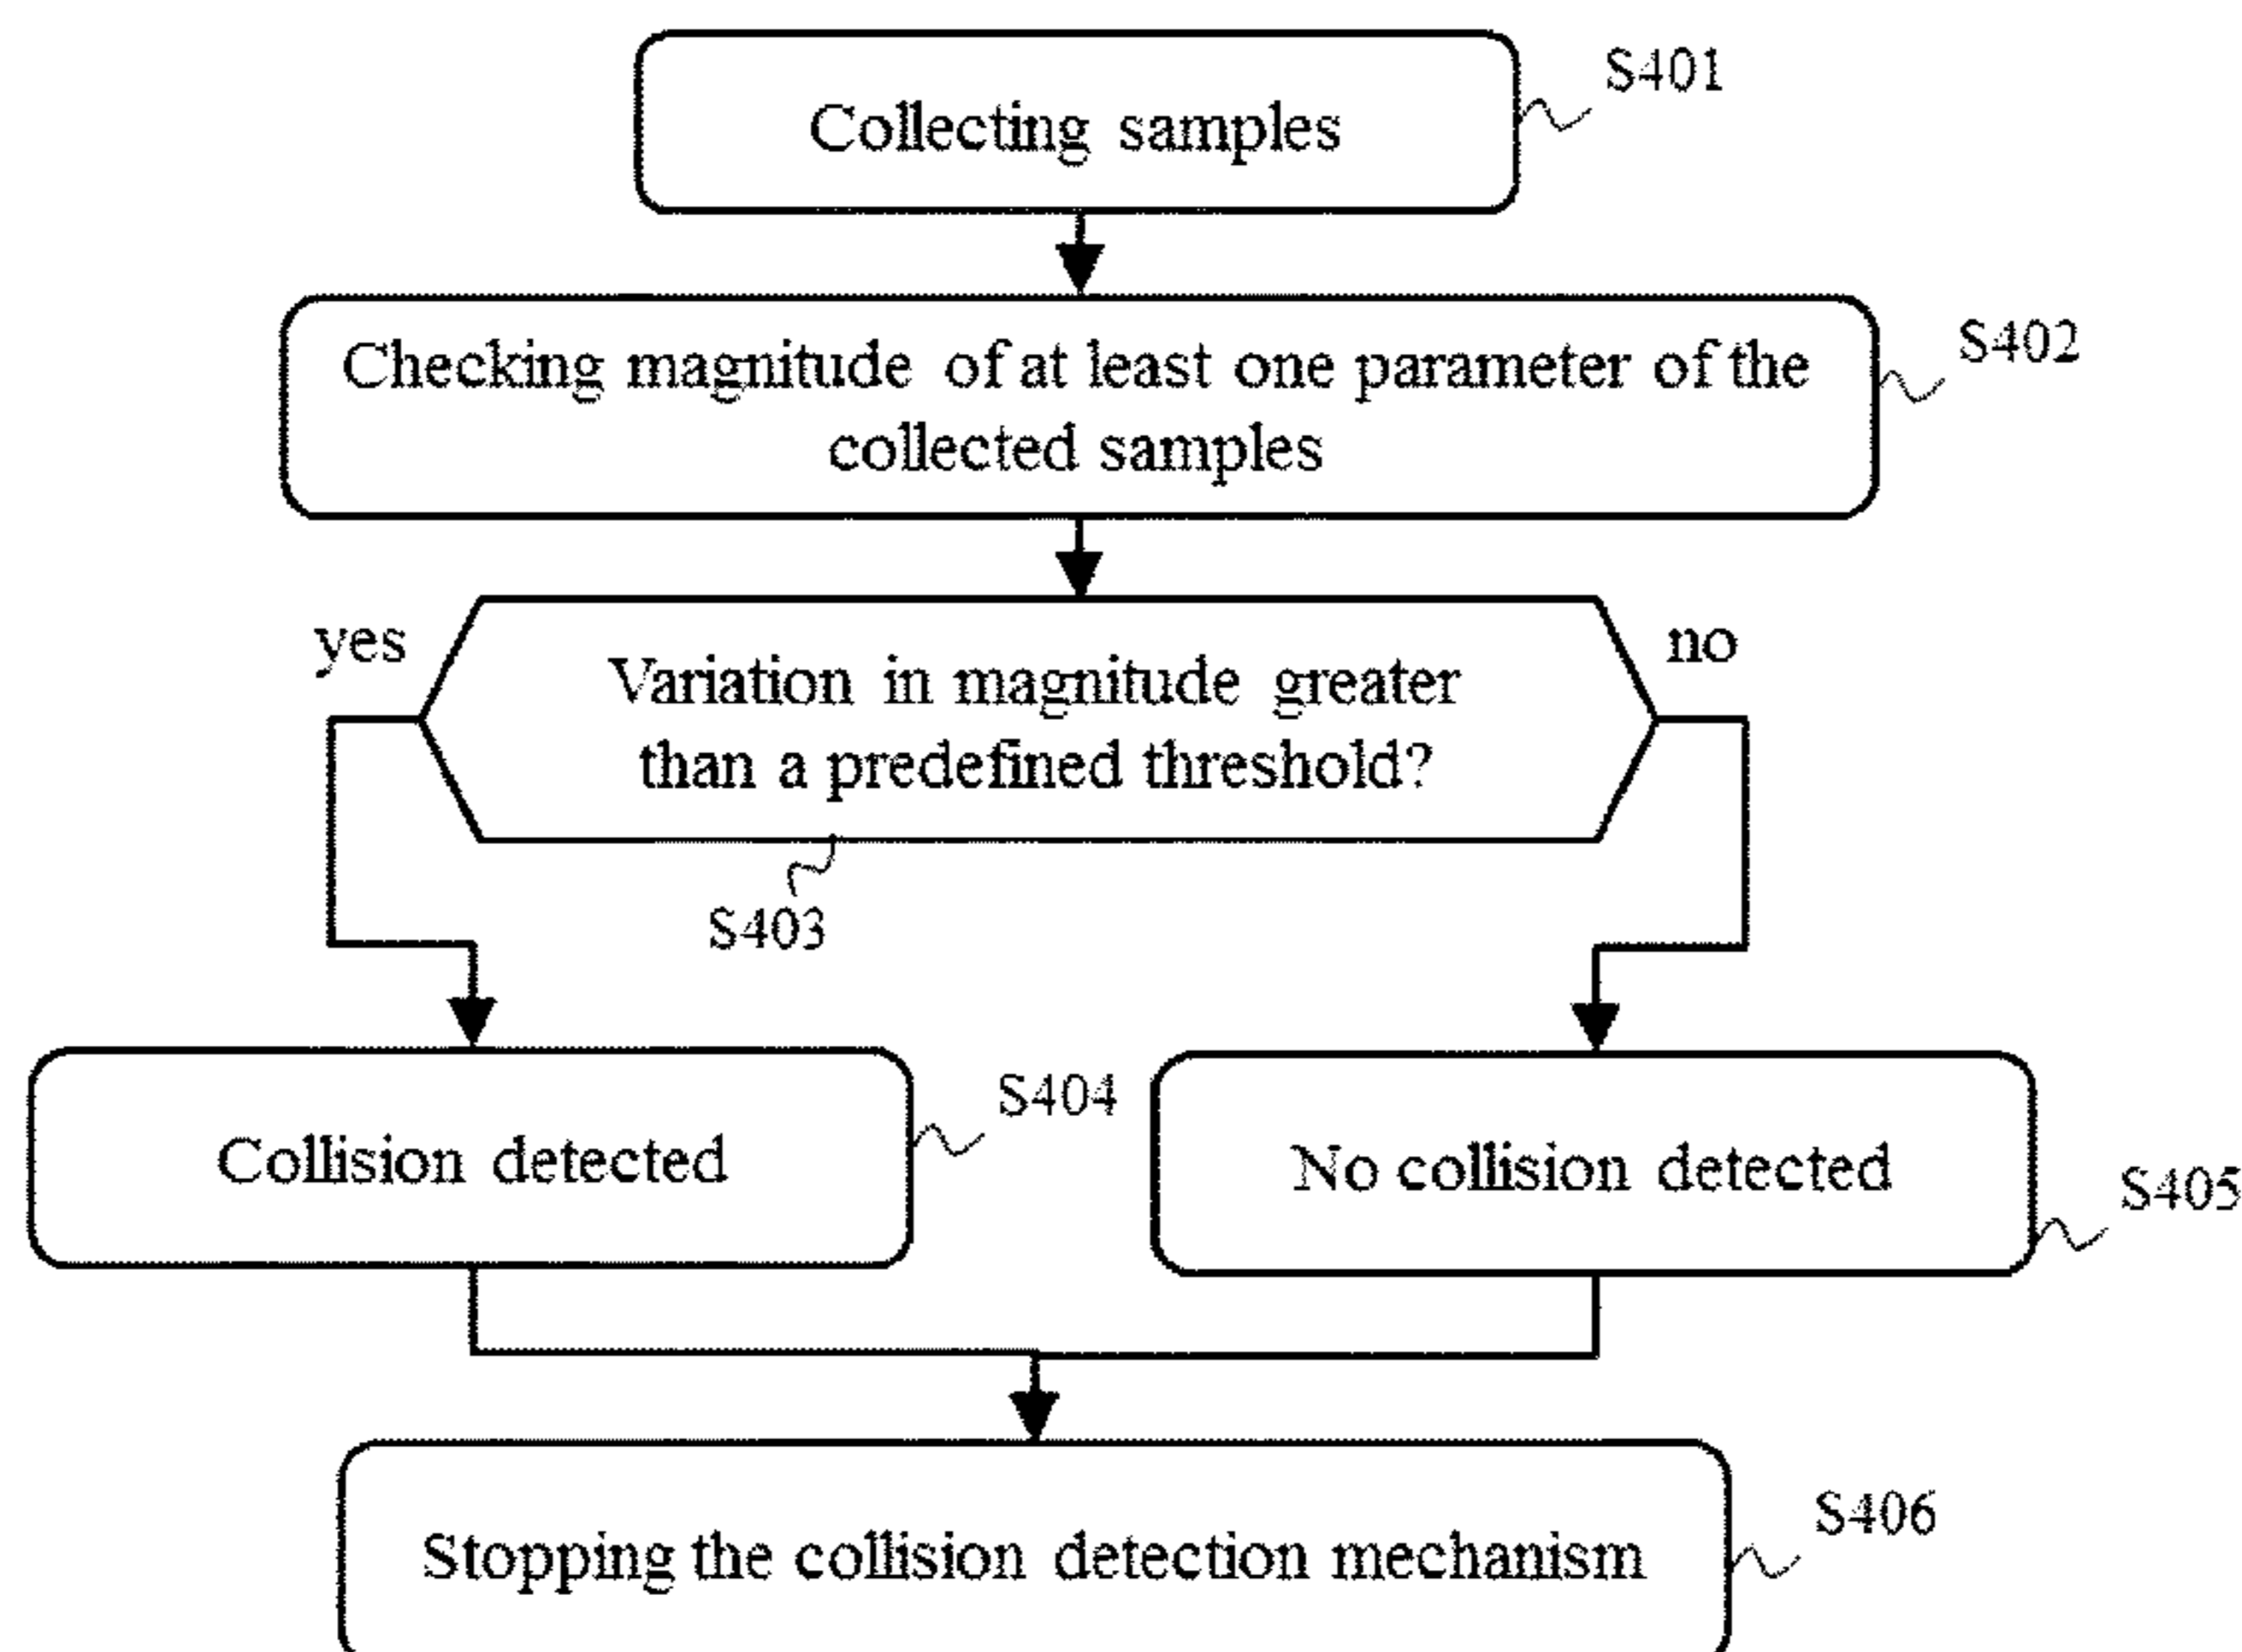 Collecting samples
S401
Checking magnitude of at least one parameter of the
collected samples
S402
yes
no
Variation in magnitude greater
than a predefined threshold?
S403
Collision detected
S404
No collision detected
S405
Stopping the collision detection mechanism
S406